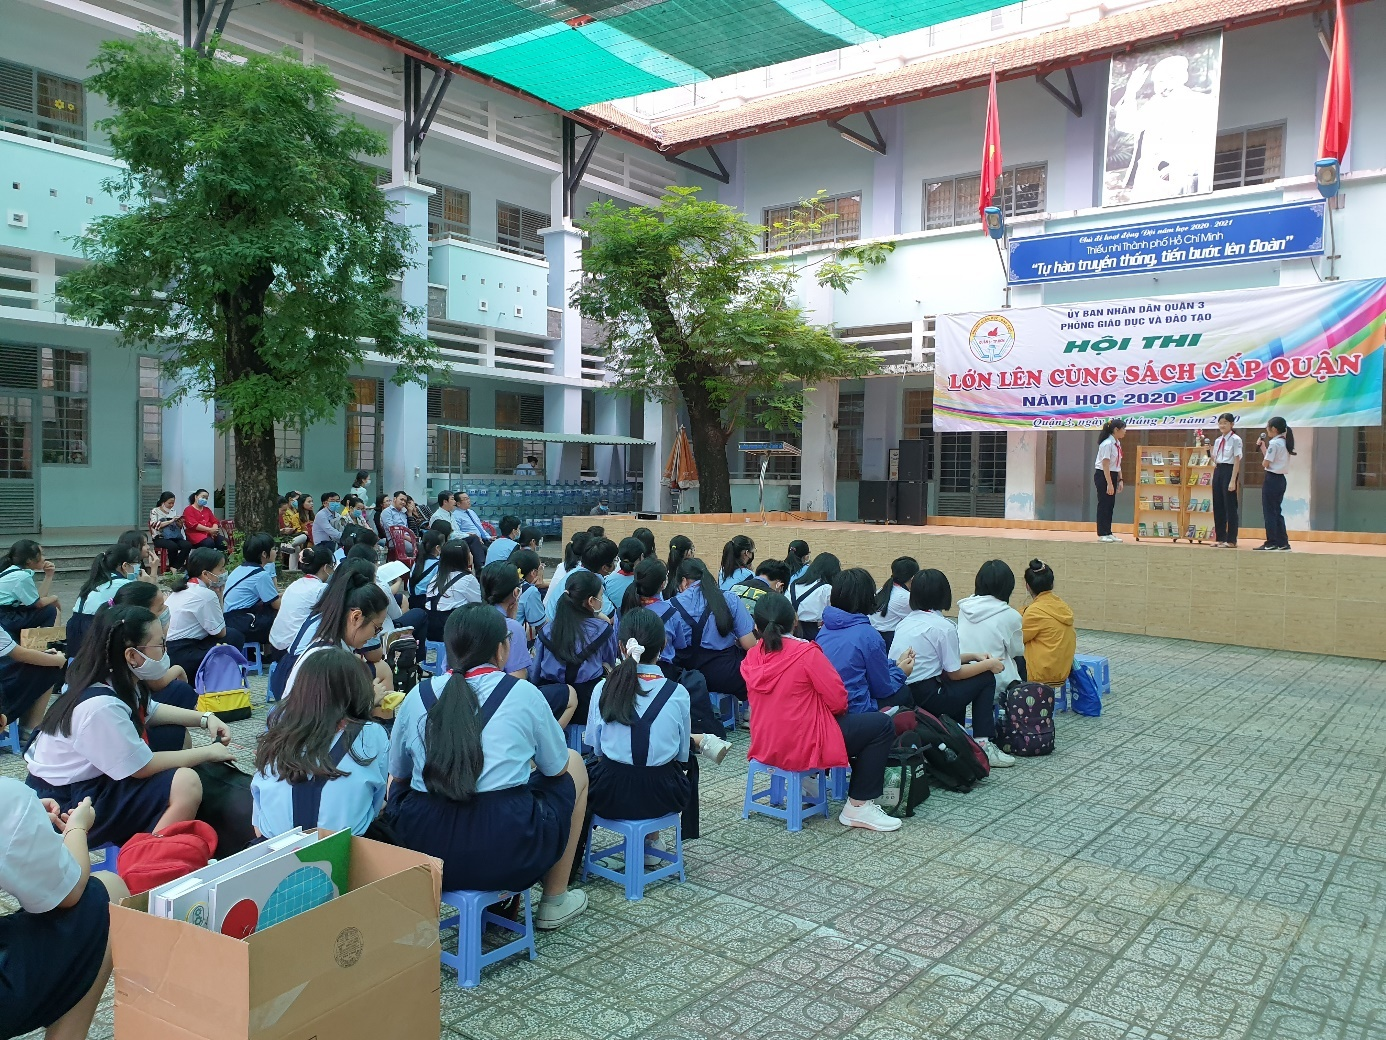 Chủ đề hoạt động Đội năm học 2020 - 2021
Thiếu nhi Thành phố Hồ Chí Minh
"Tự hào truyền thống, tiến bước lên Đoàn"
ỦY BAN NHÂN DÂN QUẬN 3
PHÒNG GIÁO DỤC VÀ ĐÀO TẠO
HỘI THI
LỚN LÊN CÙNG SÁCH CẤP QUẬN
NĂM HỌC 2020 - 2021
Quận 3, ngày tháng 12 năm